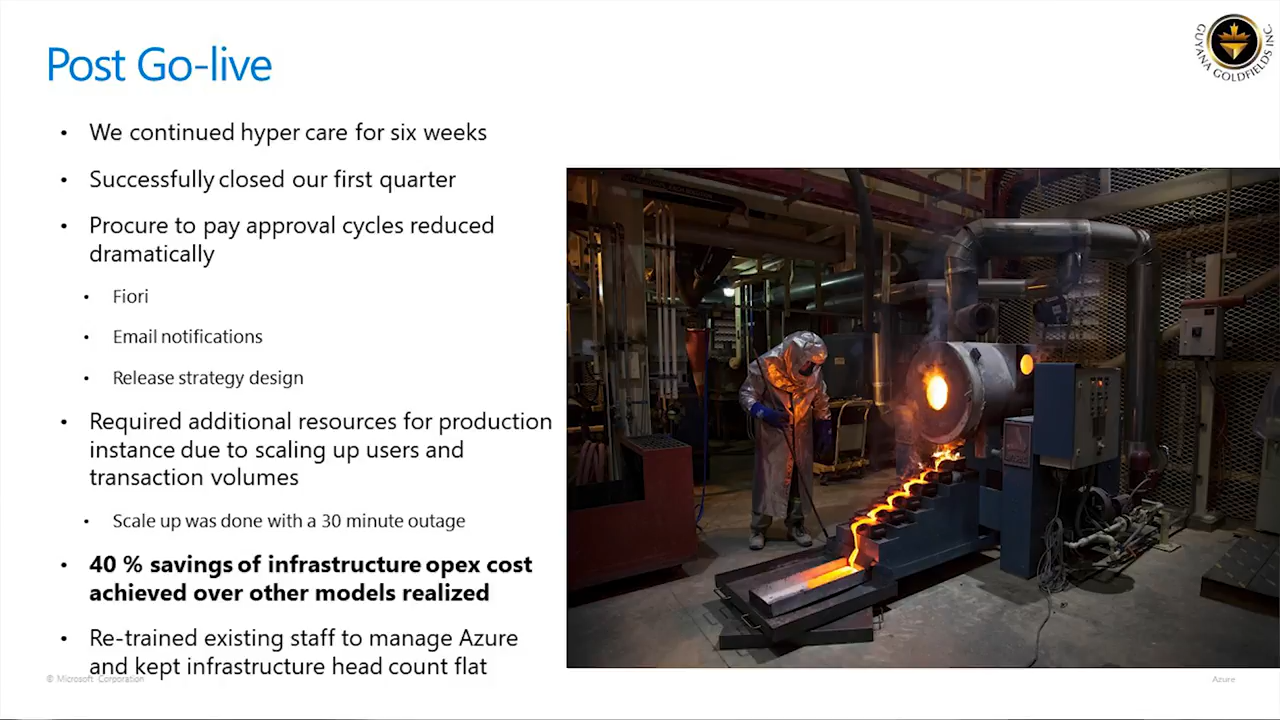 GUYANA GOLDFIELDS INC.
Post Go-live
• We continued hyper care for six weeks
• Successfully closed our first quarter
• Procure to pay approval cycles reduced
dramatically
• Fiori
• Email notifications
• Release strategy design
• Required additional resources for production
instance due to scaling up users and
transaction volumes
• Scale up was done with a 30 minute outage
• 40 % savings of infrastructure opex cost
achieved over other models realized
• Re-trained existing staff to manage Azure
and kept infrastructure head count flat
© Microsoft Corporation
Azure